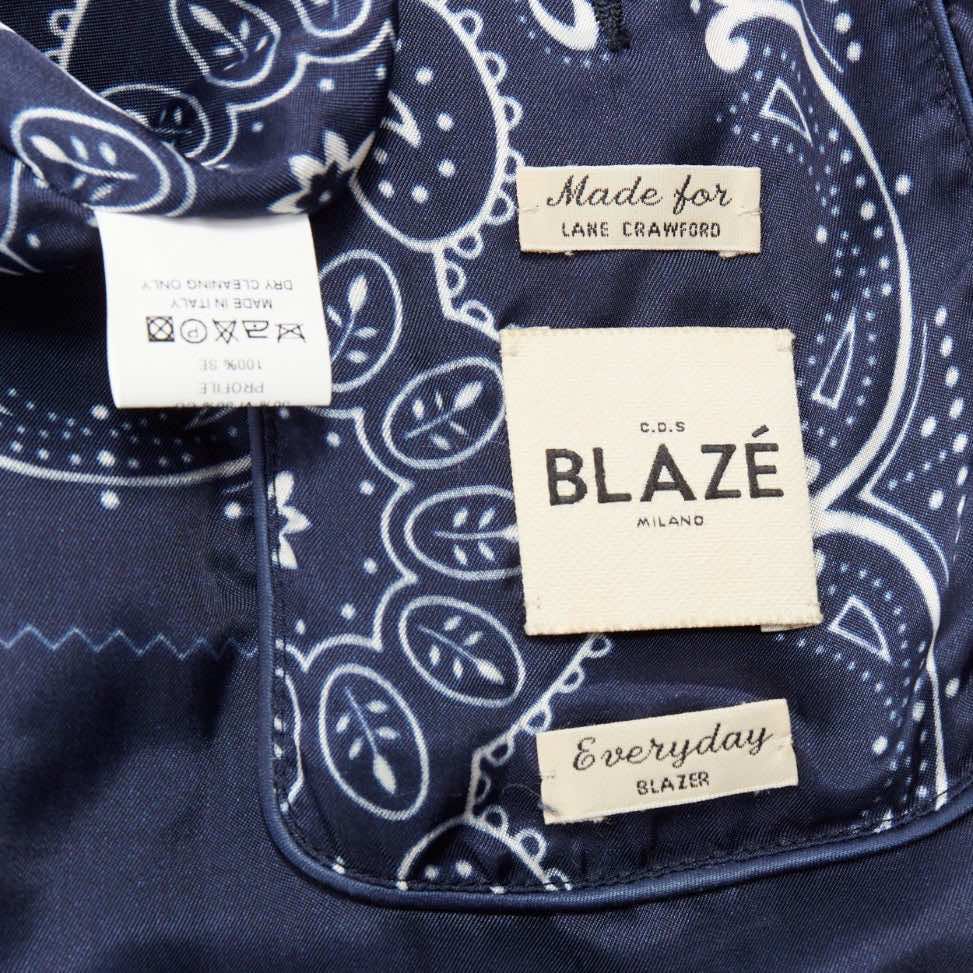 Made for
LANE CRAWFORD
DRY CLEANING ONLY
MADE IN ITALY
P
100% SE
PROFILE
C.D.S
BLAZÉ
MILANO
Everyday
BLAZER